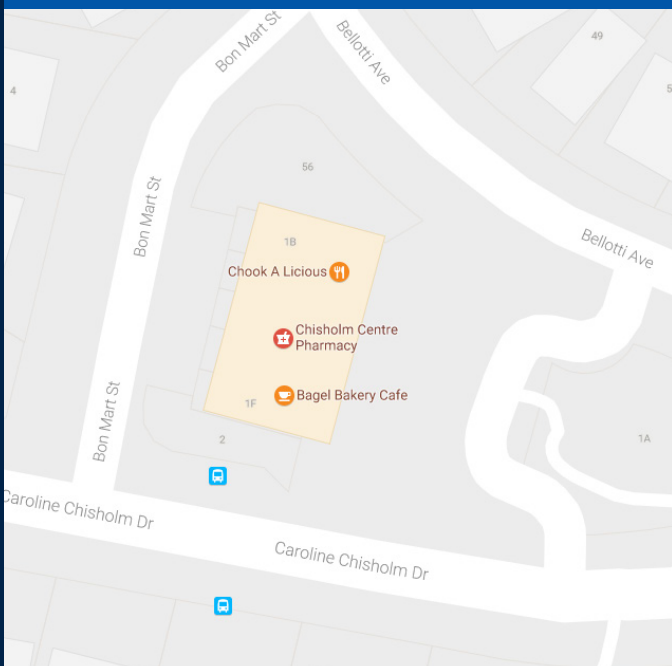 Bon Mart St
Bellotti Ave
49
4
56
Bon Mart St
1B
Bellotti Ave
Chook A Licious
Chisholm Centre
Pharmacy
Bagel Bakery Cafe
1F
Bon Mart St
2
1A
Caroline Chisholm Dr
Caroline Chisholm Dr